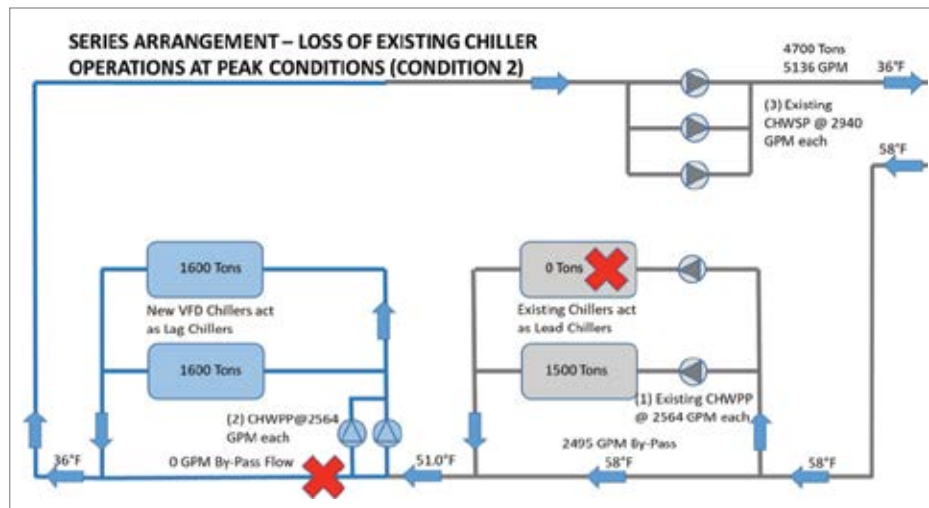 SERIES ARRANGEMENT – LOSS OF EXISTING CHILLER
OPERATIONS AT PEAK CONDITIONS (CONDITION 2)
4700 Tons
5136 GPM
36°F
(3) Existing
CHWSP @ 2940
GPM each
58°F
1600 Tons
New VFD Chillers act
as Lag Chillers
1600 Tons
0 Tons
Existing Chillers act
as Lead Chillers
1500 Tons
(2) CHWPP@2564
GPM each
(1) Existing CHWPP
@ 2564 GPM each
2495 GPM By-Pass
0 GPM By-Pass Flow
36°F
51.0°F
58°F
58°F